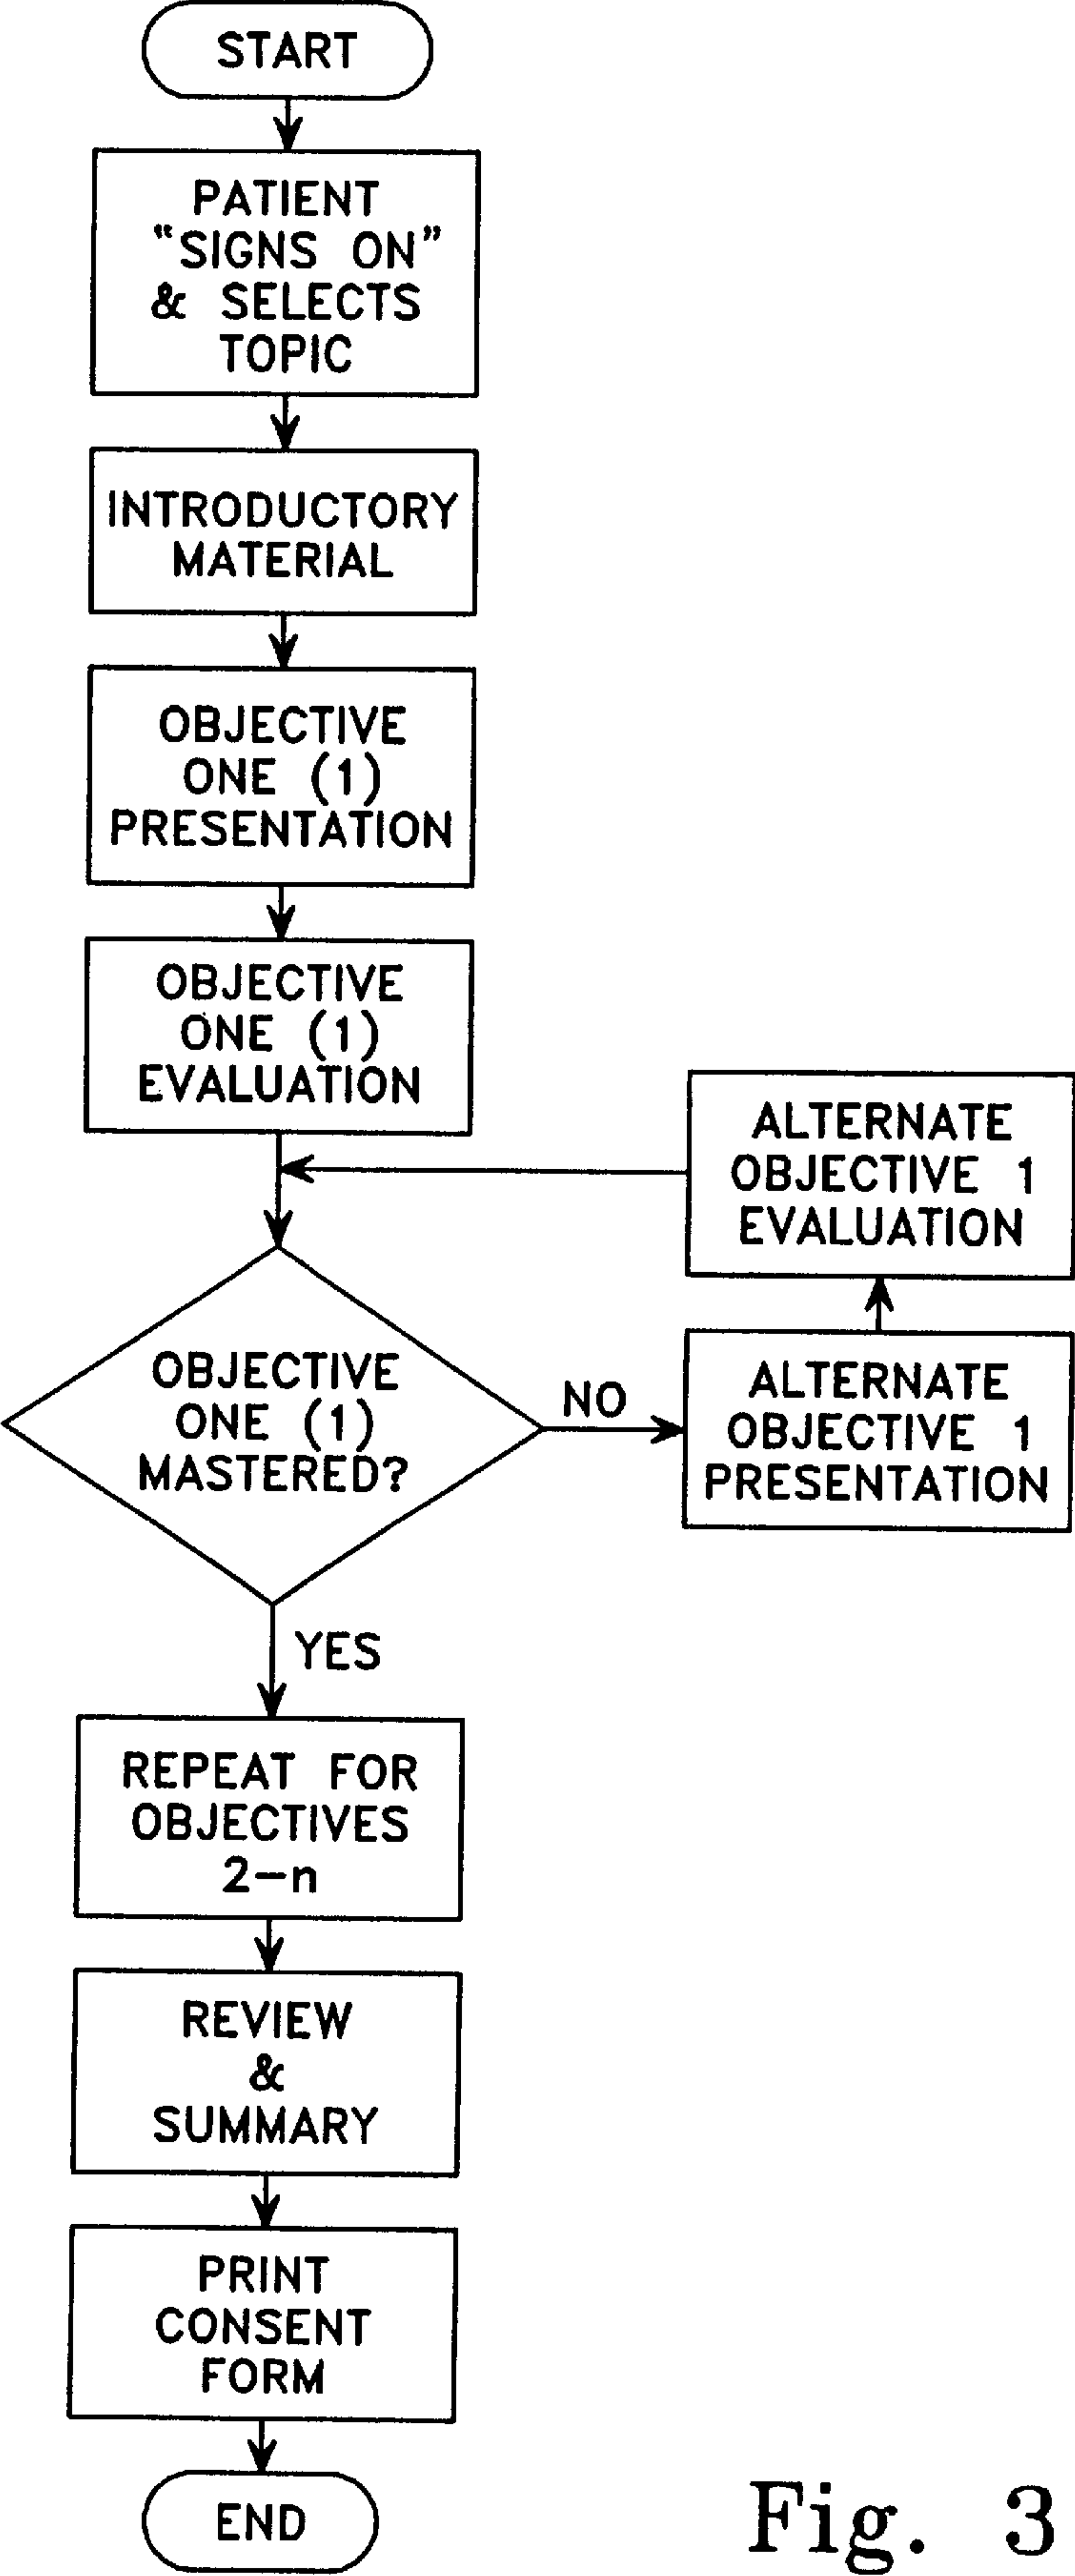 START
PATIENT
"SIGNS ON"
& SELECTS
TOPIC
INTRODUCTORY
MATERIAL
OBJECTIVE
ONE (1)
PRESENTATION
OBJECTIVE
ONE (1)
EVALUATION
ALTERNATE
OBJECTIVE 1
EVALUATION
OBJECTIVE
ONE (1)
MASTERED?
NO
ALTERNATE
OBJECTIVE 1
PRESENTATION
YES
REPEAT FOR
OBJECTIVES
2-n
REVIEW
&
SUMMARY
PRINT
CONSENT
FORM
END
Fig. 3